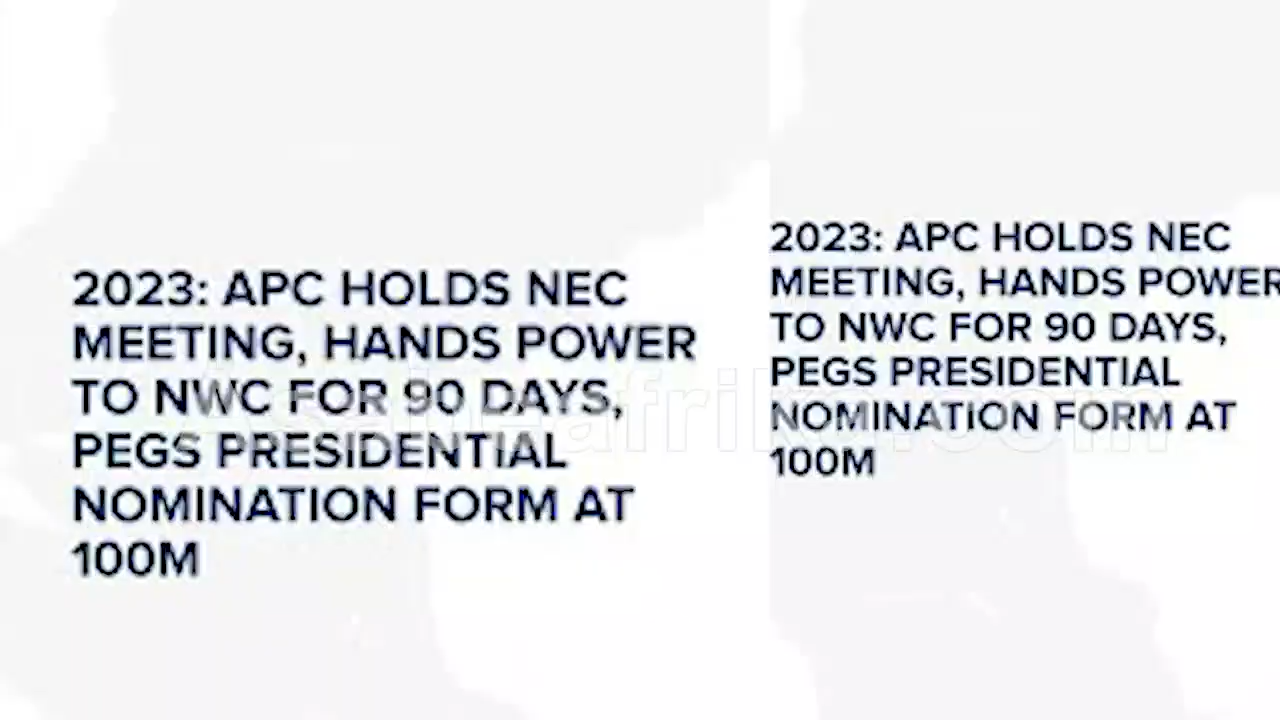 2023: APC HOLDS NEC
MEETING, HANDS POWER
TO NWC FOR 90 DAYS,
PEGS PRESIDENTIAL
NOMINATION FORM AT
100M
2023: APC HOLDS NEC
MEETING, HANDS POWER
TO NWC FOR 90 DAYS,
PEGS PRESIDENTIAL
NOMINATION FORM AT
100M